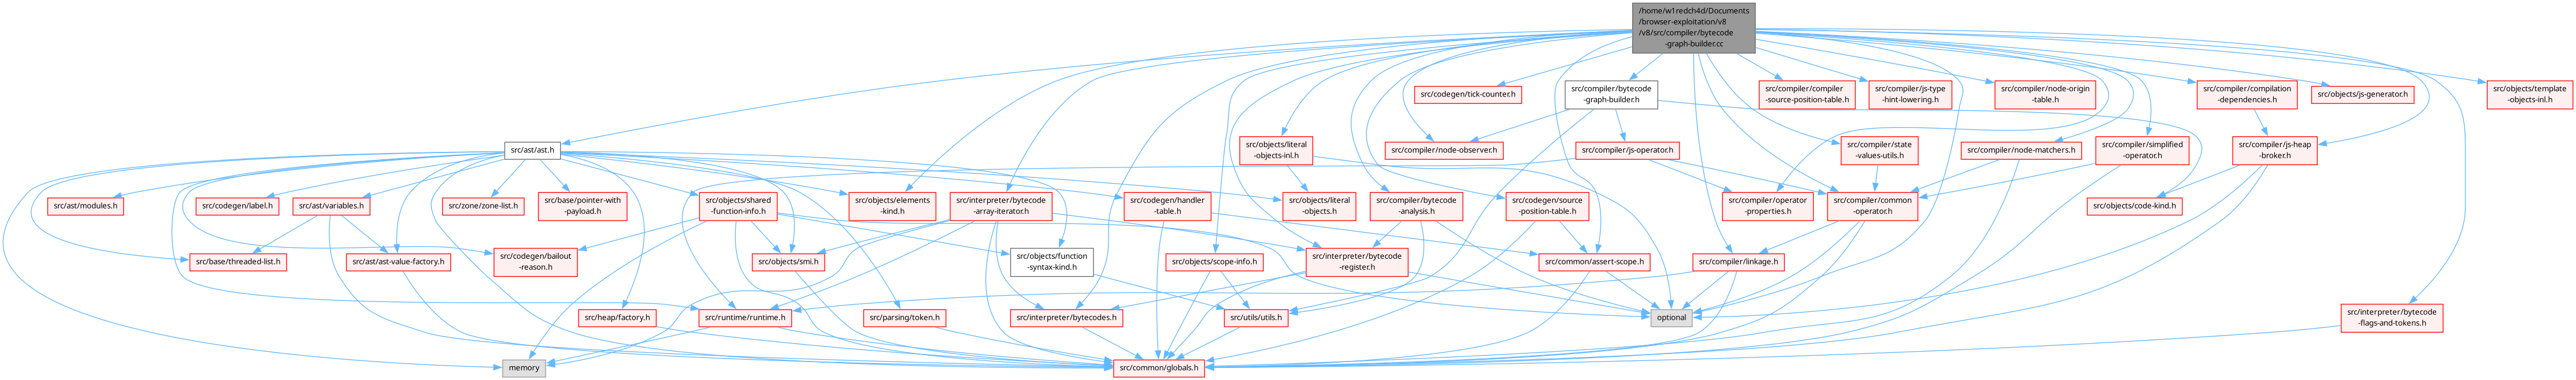 /home/w1redch4d/Documents
/browser-exploitation/v8
/v8/src/compiler/bytecode
-graph-builder.cc
src/codegen/tick-counter.h
src/compiler/bytecode
-graph-builder.h
src/compiler/compiler
-source-position-table.h
src/compiler/js-type
-hint-lowering.h
src/compiler/node-origin
-table.h
src/compiler/compilation
-dependencies.h
src/objects/js-generator.h
src/objects/template
-objects-inl.h
src/ast/ast.h
src/objects/literal
-objects-inl.h
src/compiler/node-observer.h
src/compiler/js-operator.h
src/compiler/state
-values-utils.h
src/compiler/node-matchers.h
src/compiler/simplified
-operator.h
src/compiler/js-heap
-broker.h
src/ast/modules.h
src/codegen/label.h
src/ast/variables.h
src/zone/zone-list.h
src/base/pointer-with
-payload.h
src/objects/shared
-function-info.h
src/objects/elements
-kind.h
src/interpreter/bytecode
-array-iterator.h
src/codegen/handler
-table.h
src/objects/literal
-objects.h
src/compiler/bytecode
-analysis.h
src/codegen/source
-position-table.h
src/compiler/operator
-properties.h
src/compiler/common
-operator.h
src/objects/code-kind.h
src/base/threaded-list.h
src/ast/ast-value-factory.h
src/codegen/bailout
-reason.h
src/objects/smi.h
src/objects/function
-syntax-kind.h
src/objects/scope-info.h
src/interpreter/bytecode
-register.h
src/common/assert-scope.h
src/compiler/linkage.h
src/heap/factory.h
src/runtime/runtime.h
src/parsing/token.h
src/interpreter/bytecodes.h
src/utils/utils.h
optional
src/interpreter/bytecode
-flags-and-tokens.h
memory
src/common/globals.h